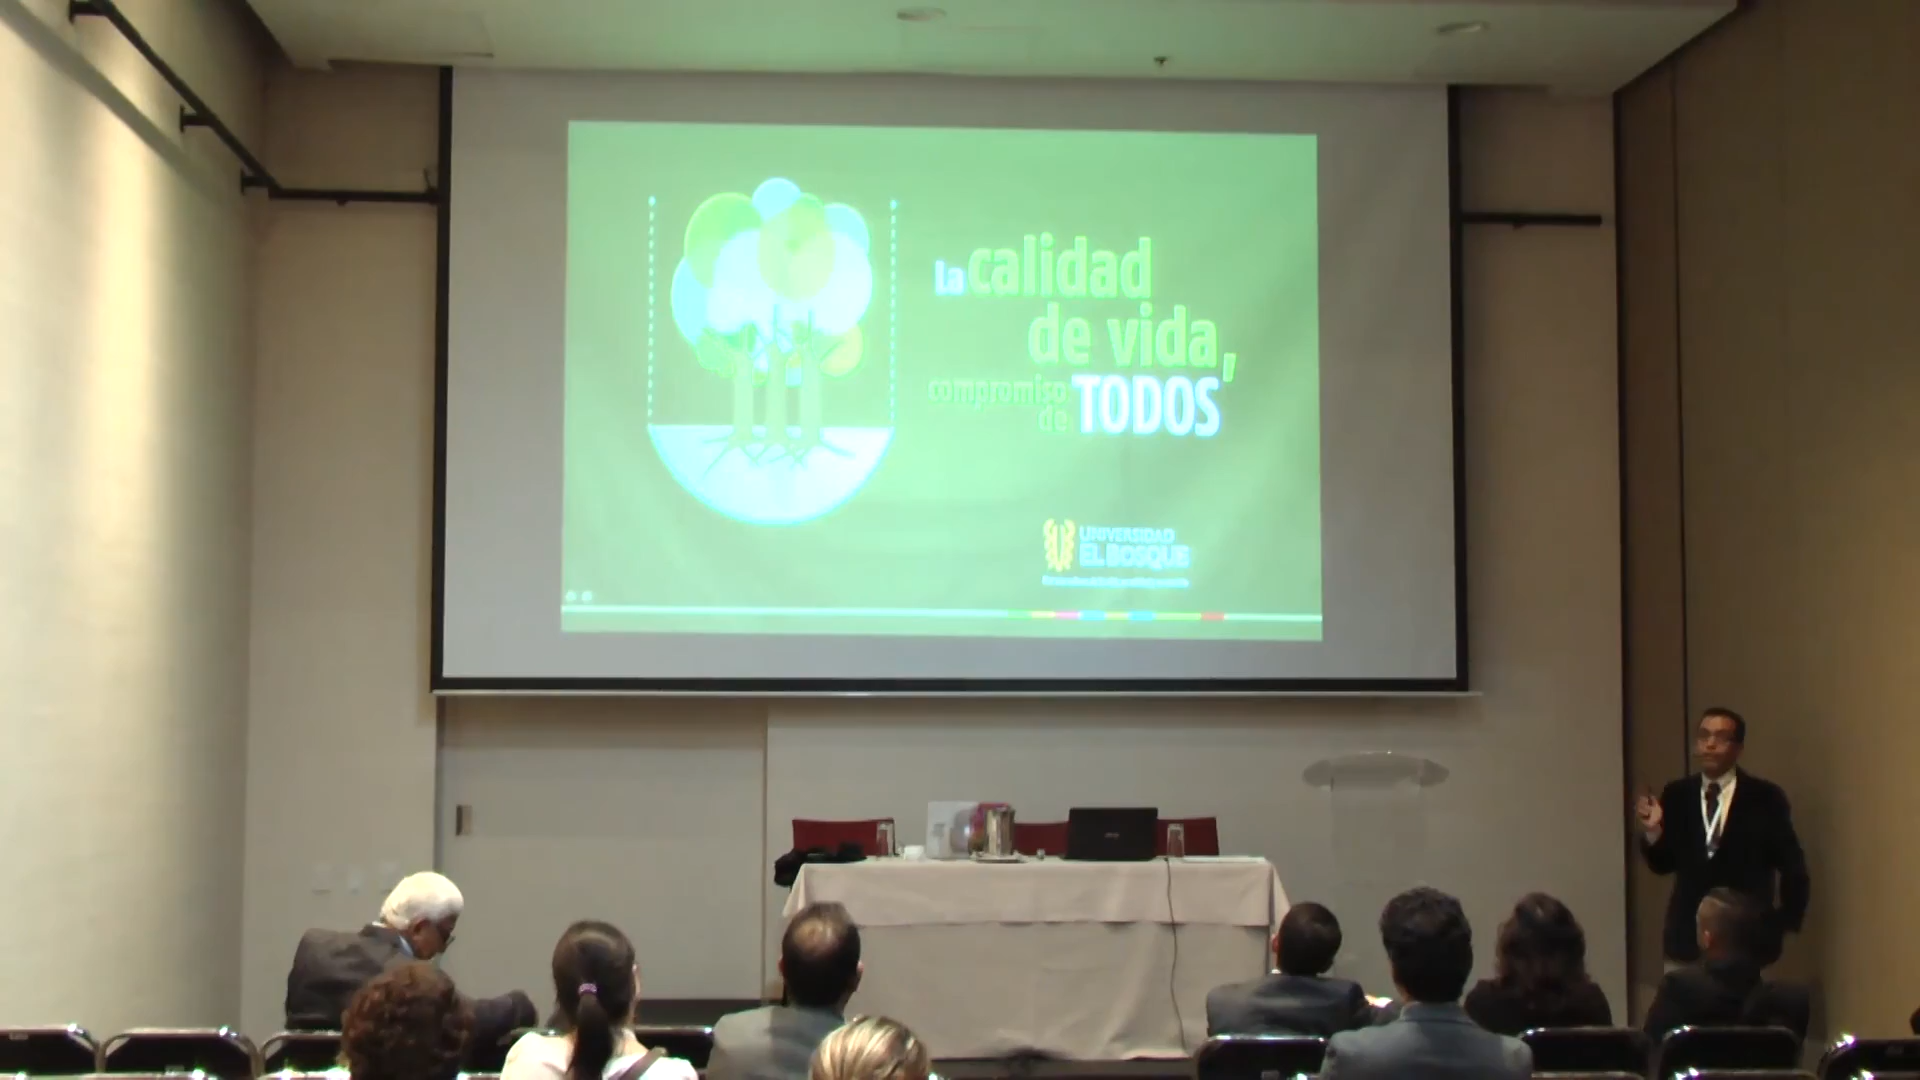 La calidad
de vida,
compromiso
de TODOS
UNIVERSIDAD
EL BOSQUE